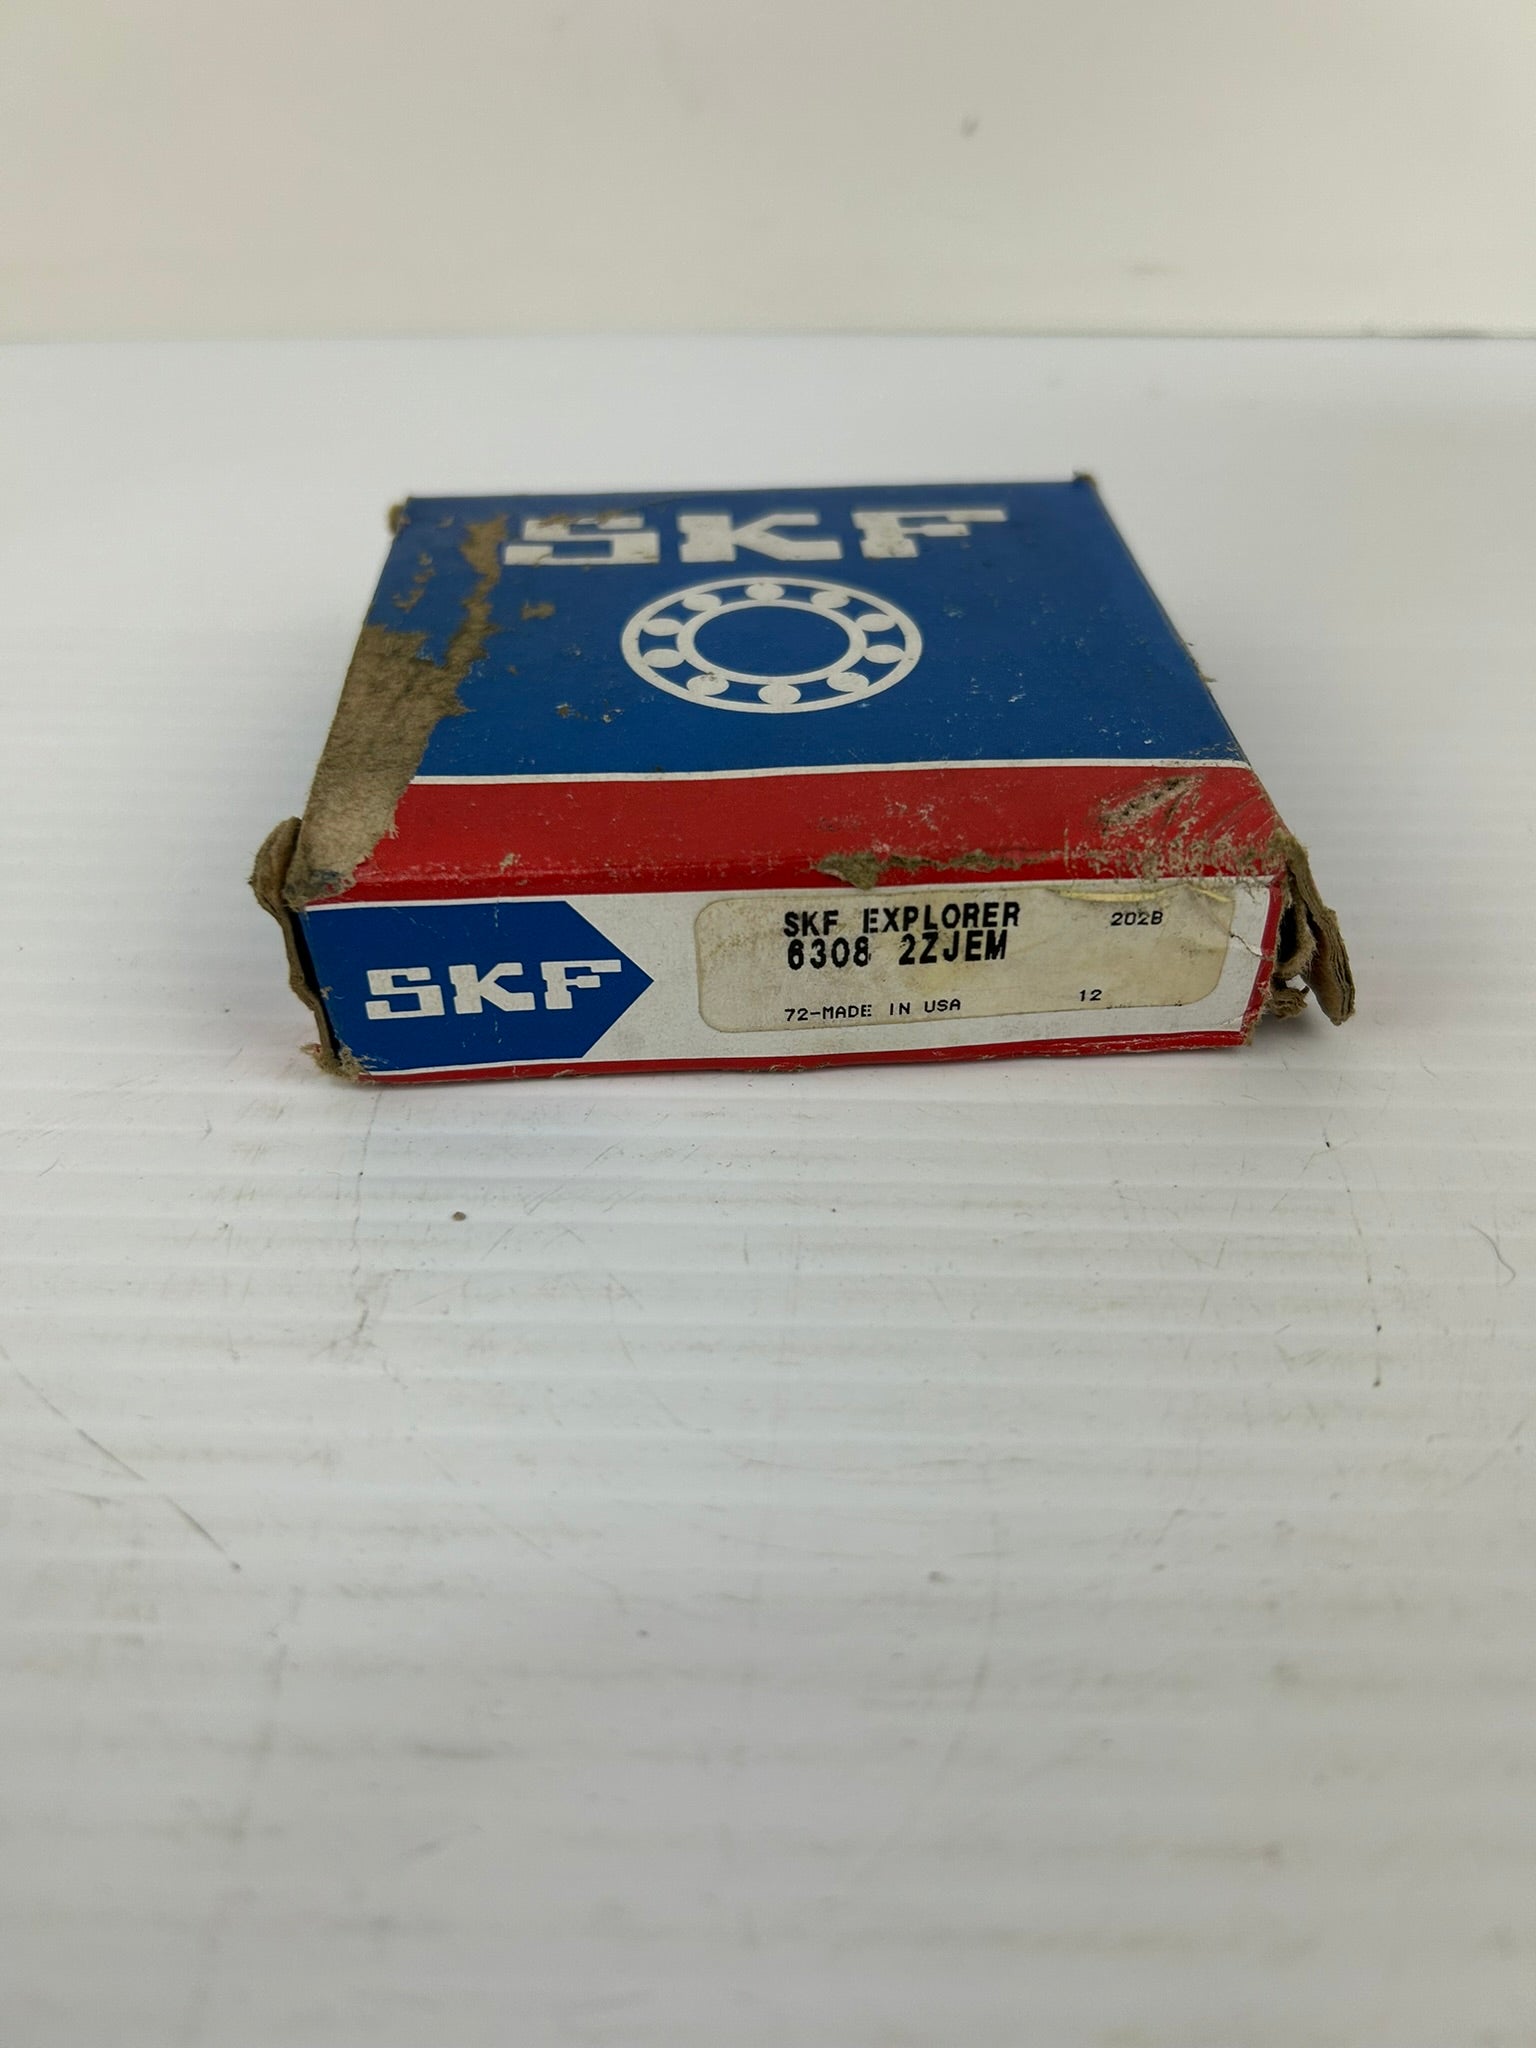 SKF
SKF
SKF EXPLORER 202B
6308 2ZJEM
72-MADE IN USA 12